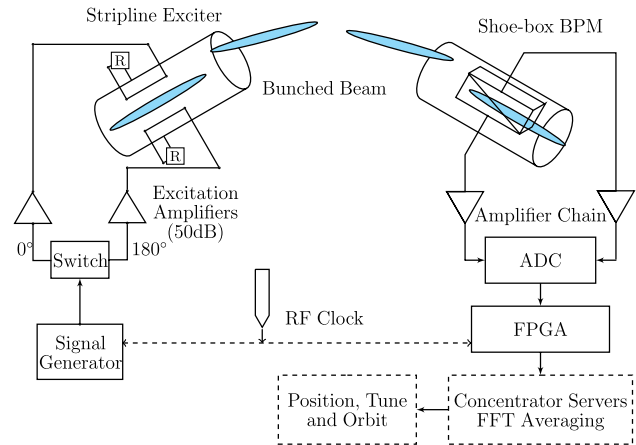 Stripline Exciter
Shoe-box BPM
R
Bunched Beam
R
Excitation
Amplifiers
(50dB)
Amplifier Chain
0°
180°
Switch
ADC
RF Clock
FPGA
Signal
Generator
Position, Tune
and Orbit
Concentrator Servers
FFT Averaging